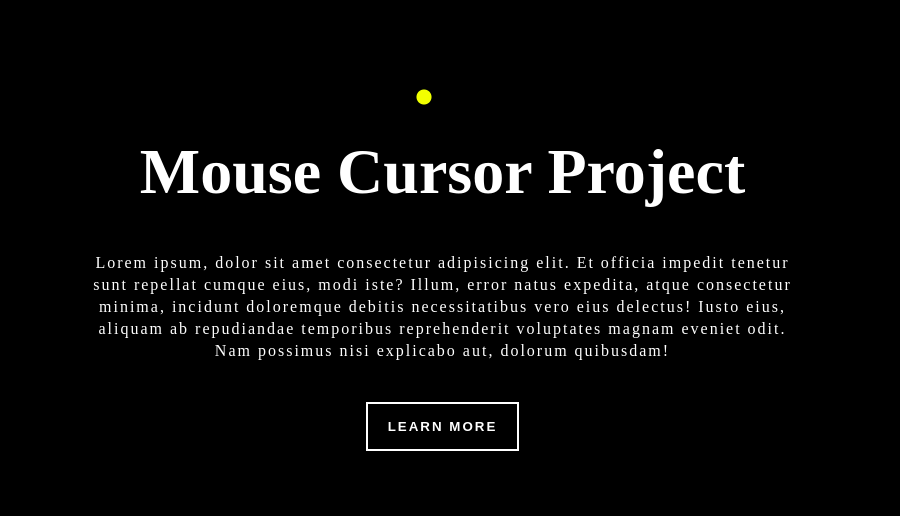 Mouse Cursor Project
Lorem ipsum, dolor sit amet consectetur adipisicing elit. Et officia impedit tenetur
sunt repellat cumque eius, modi iste? Illum, error natus expedita, atque consectetur
minima, incidunt doloremque debitis necessitatibus vero eius delectus! Iusto eius,
aliquam ab repudiandae temporibus reprehenderit voluptates magnam eveniet odit.
Nam possimus nisi explicabo aut, dolorum quibusdam!
LEARN MORE